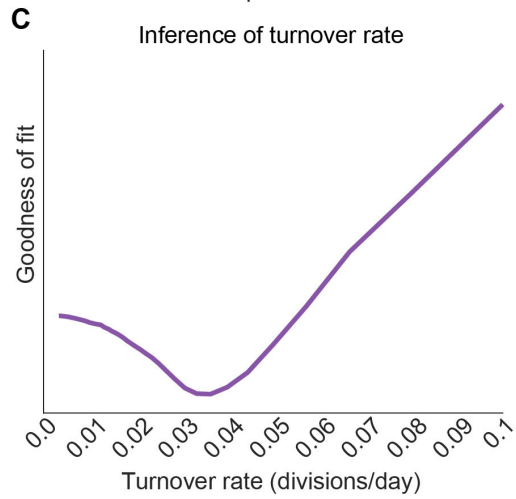 C
Inference of turnover rate
Goodness of fit
0.0 0.01 0.02 0.03 0.04 0.05 0.06 0.07 0.08 0.09 0.1
Turnover rate (divisions/day)